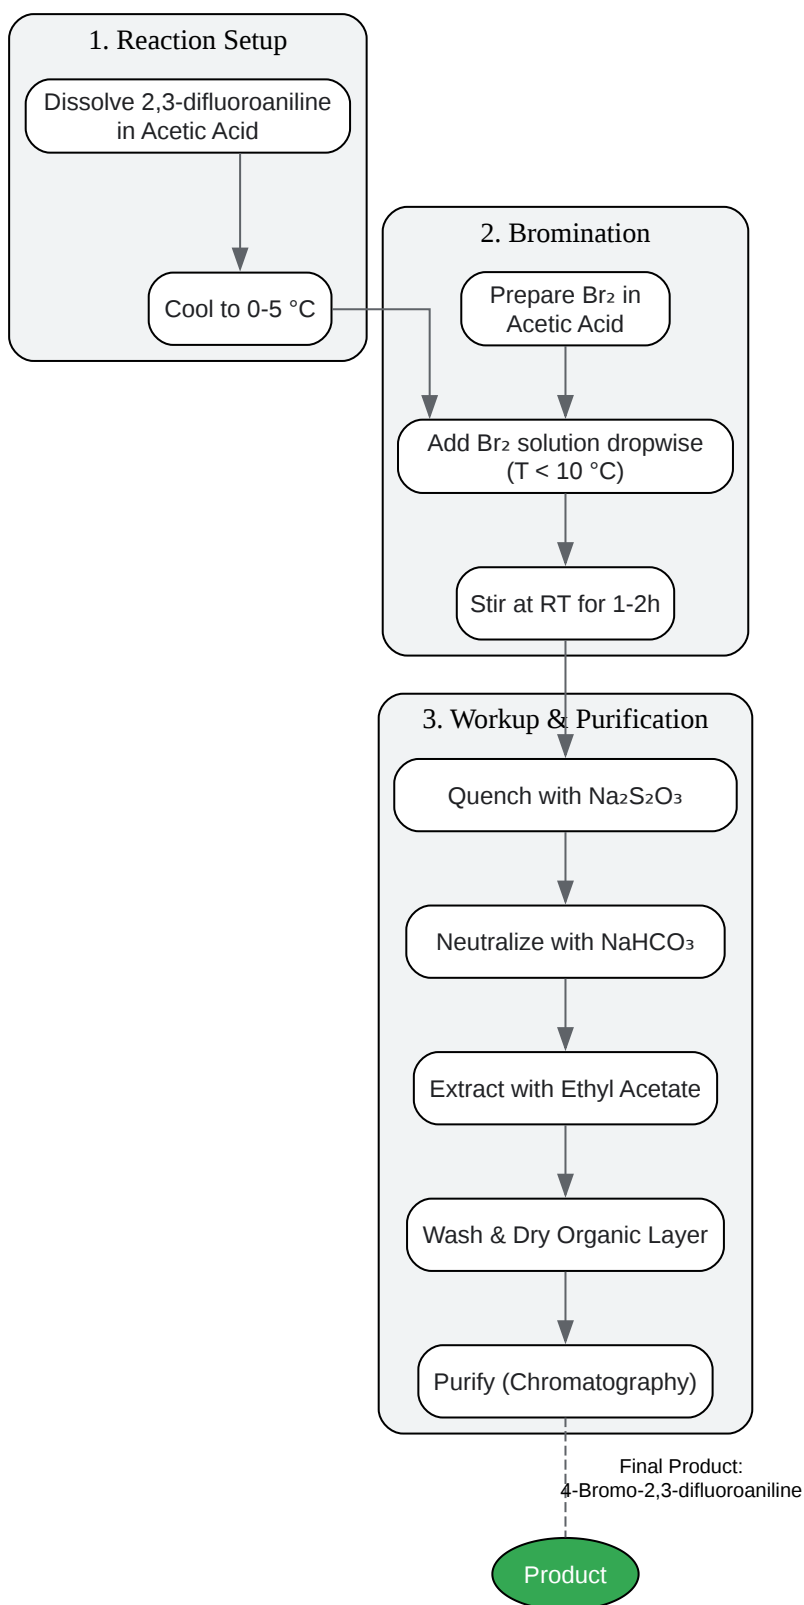 1. Reaction Setup
Dissolve 2,3-difluoroaniline
in Acetic Acid
Cool to 0-5 °C
2. Bromination
Prepare Br₂ in
Acetic Acid
Add Br₂ solution dropwise
(T < 10 °C)
Stir at RT for 1-2h
3. Workup & Purification
Quench with Na₂S₂O₃
Neutralize with NaHCO₃
Extract with Ethyl Acetate
Wash & Dry Organic Layer
Purify (Chromatography)
Final Product:
4-Bromo-2,3-difluoroaniline
Product